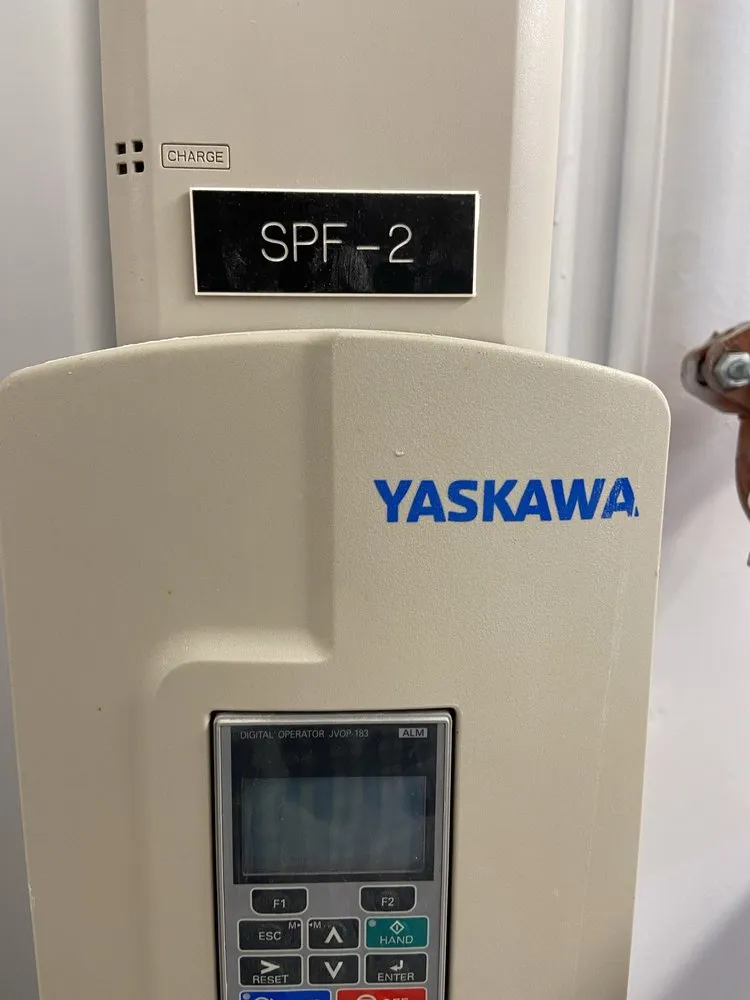 CHARGE
SPF-2
YASKAWA
DIGITAL OPERATOR JVOP-183 ALM
F1 F2
ESC M M HAND
RESET ENTER